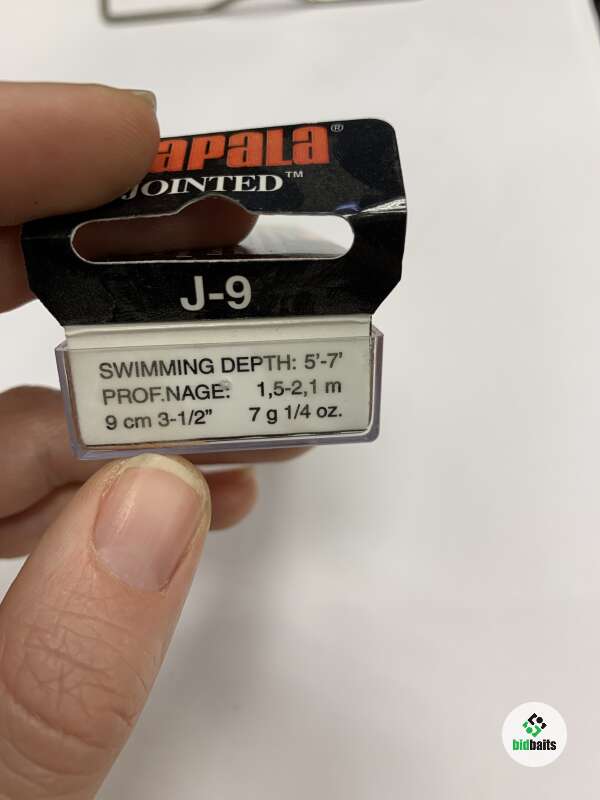 apala®
JOINTED™
J-9
SWIMMING DEPTH: 5'-7'
PROF.NAGE: 1,5-2,1 m
9 cm 3-1/2" 7 g 1/4 oz.
bidbaits